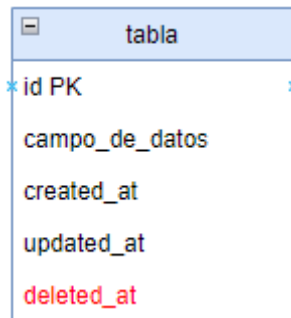 tabla
id PK
campo_de_datos
created_at
updated_at
deleted_at